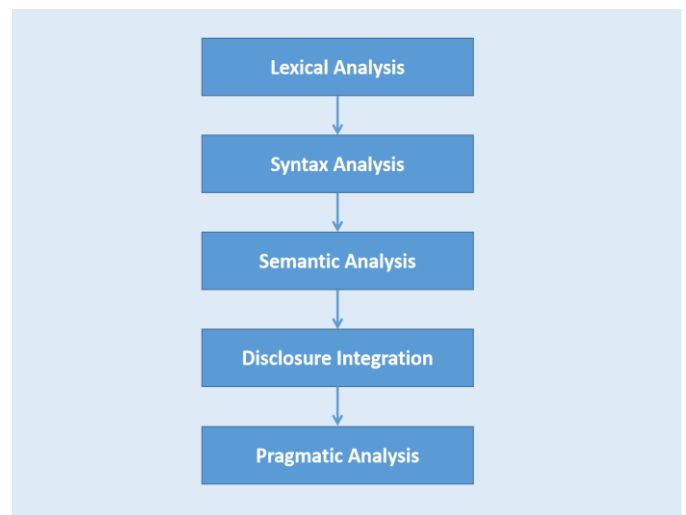 Lexical Analysis
Syntax Analysis
Semantic Analysis
Disclosure Integration
Pragmatic Analysis